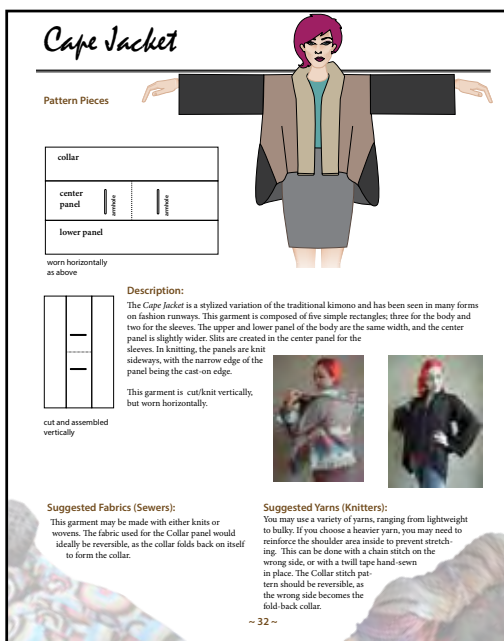 Cape Jacket
Pattern Pieces
collar
center
panel
armhole
armhole
lower panel
worn horizontally
as above
Description:
The Cape Jacket is a stylized variation of the traditional kimono and has been seen in many forms
on fashion runways. This garment is composed of five simple rectangles; three for the body and
two for the sleeves. The upper and lower panel of the body are the same width, and the center
panel is slightly wider. Slits are created in the center panel for the
sleeves. In knitting, the panels are knit
sideways, with the narrow edge of the
panel being the cast-on edge.
This garment is cut/knit vertically,
but worn horizontally.
cut and assembled
vertically
Suggested Fabrics (Sewers):
This garment may be made with either knits or
wovens. The fabric used for the Collar panel would
ideally be reversible, as the collar folds back on itself
to form the collar.
Suggested Yarns (Knitters):
You may use a variety of yarns, ranging from lightweight
to bulky. If you choose a heavier yarn, you may need to
reinforce the shoulder area inside to prevent stretch-
ing. This can be done with a chain stitch on the
wrong side, or with a twill tape hand-sewn
in place. The Collar stitch pat-
tern should be reversible, as
the wrong side becomes the
fold-back collar.
~ 32 ~